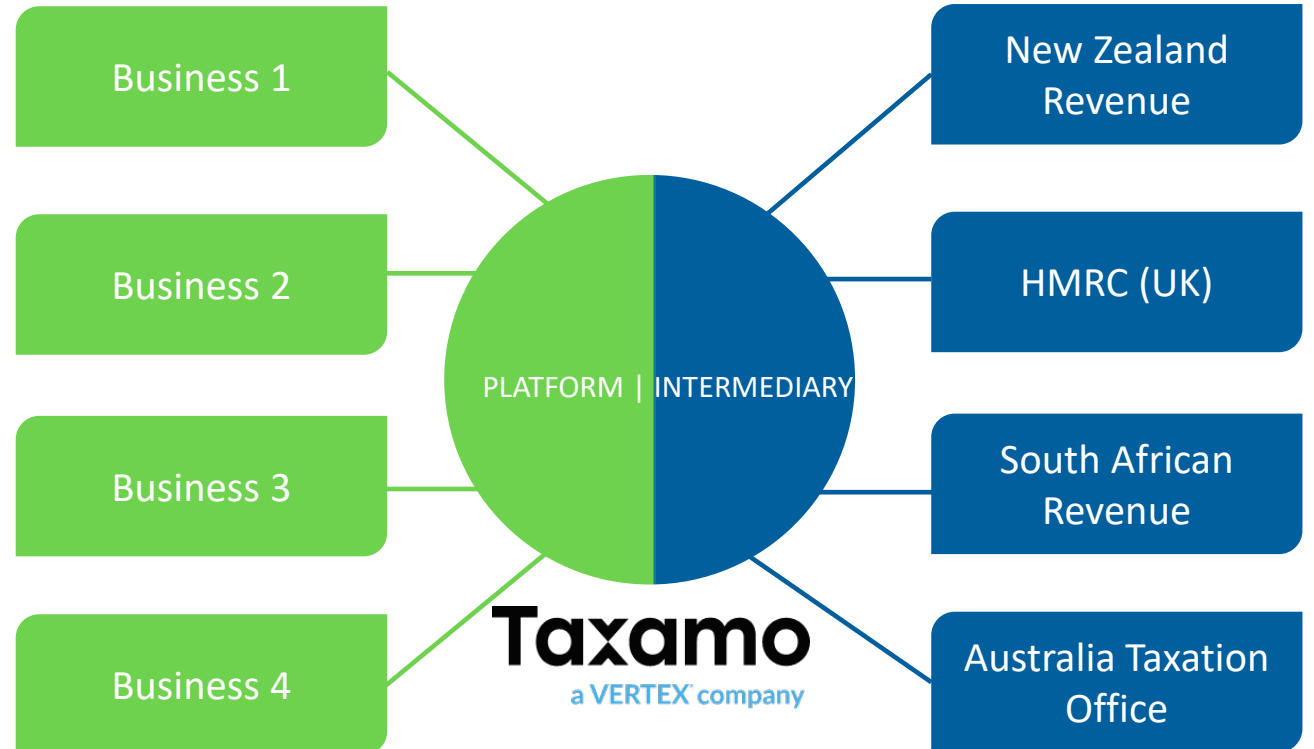 Business 1
Business 2
Business 3
Business 4
PLATFORM | INTERMEDIARY
Taxamo
a VERTEX company
New Zealand
Revenue
HMRC (UK)
South African
Revenue
Australia Taxation
Office